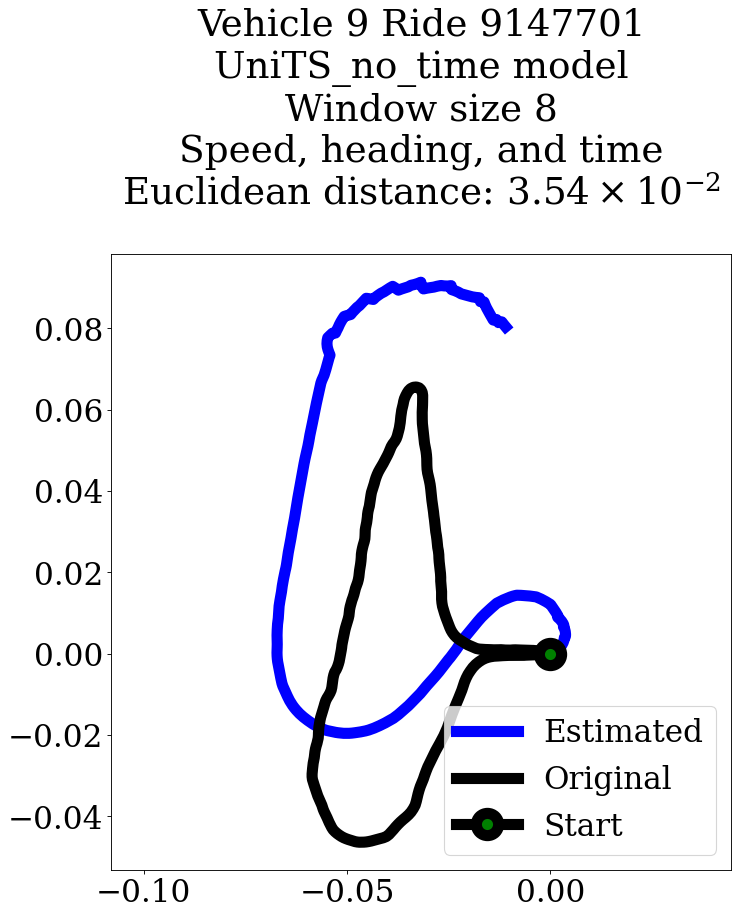 Vehicle 9 Ride 9147701
UniTS_no_time model
Window size 8
Speed, heading, and time
Euclidean distance: 3.54 × 10⁻²
0.08
0.06
0.04
0.02
0.00
−0.02
−0.04
−0.10 −0.05 0.00
Estimated
Original
Start